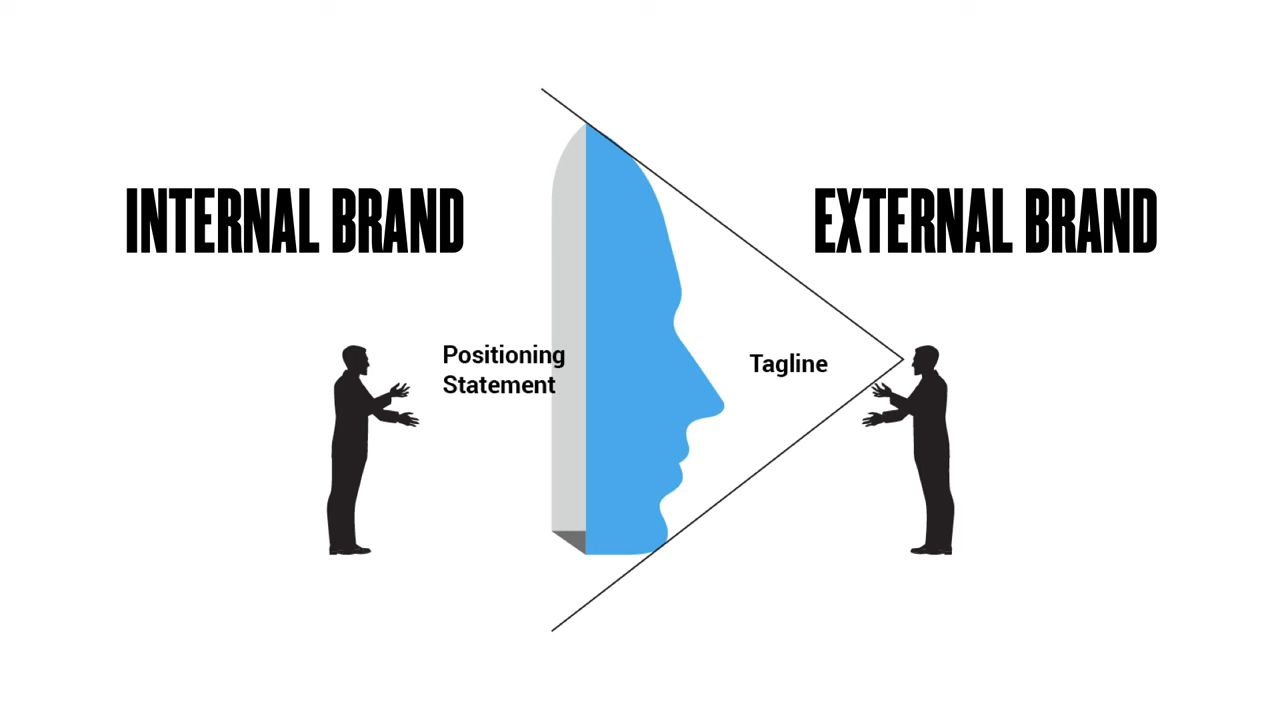 INTERNAL BRAND
EXTERNAL BRAND
Positioning
Statement
Tagline